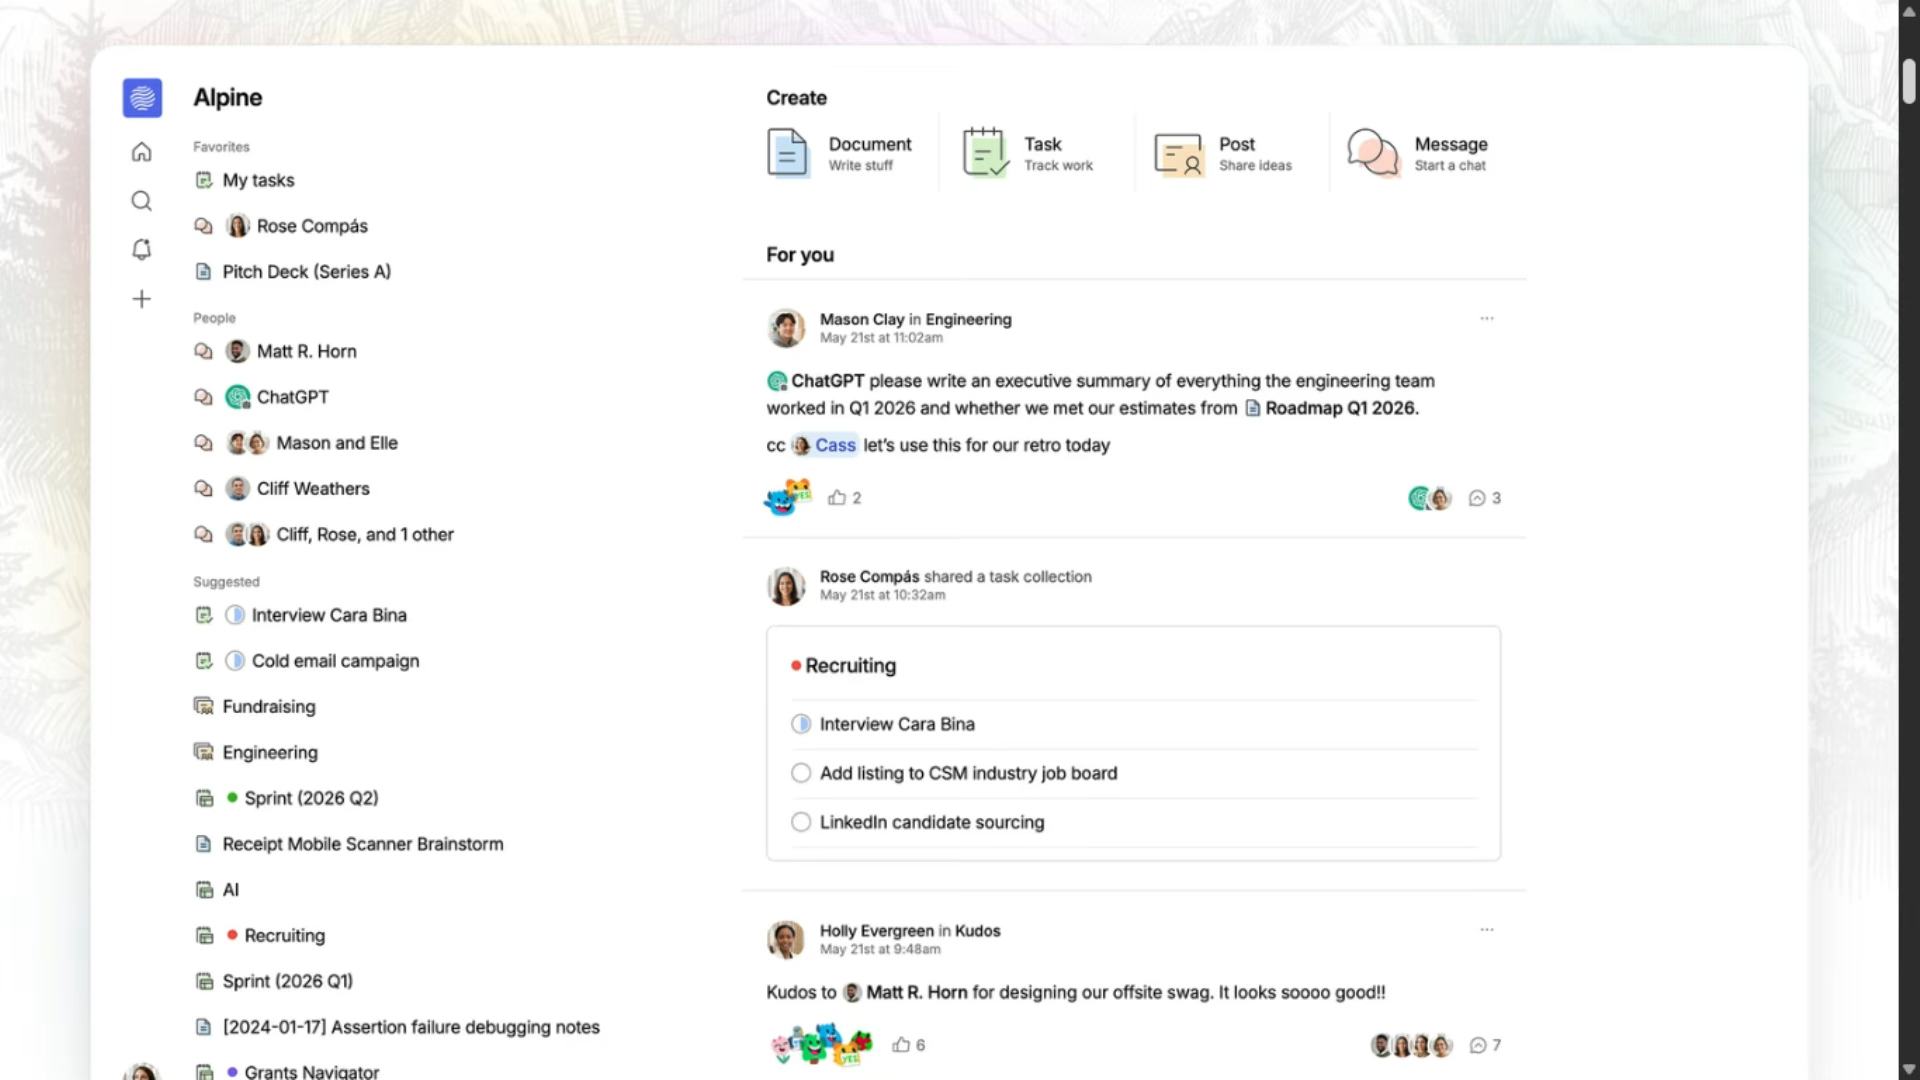 Alpine
Favorites
My tasks
Rose Compás
Pitch Deck (Series A)
People
Matt R. Horn
ChatGPT
Mason and Elle
Cliff Weathers
Cliff, Rose, and 1 other
Suggested
Interview Cara Bina
Cold email campaign
Fundraising
Engineering
Sprint (2026 Q2)
Receipt Mobile Scanner Brainstorm
AI
Recruiting
Sprint (2026 Q1)
[2024-01-17] Assertion failure debugging notes
Grants Navigator
Create
Document
Write stuff
Task
Track work
Post
Share ideas
Message
Start a chat
For you
Mason Clay in Engineering
May 21st at 11:02am
ChatGPT please write an executive summary of everything the engineering team
worked in Q1 2026 and whether we met our estimates from Roadmap Q1 2026.
cc Cass let’s use this for our retro today
YES
2
3
Rose Compás shared a task collection
May 21st at 10:32am
Recruiting
Interview Cara Bina
Add listing to CSM industry job board
LinkedIn candidate sourcing
Holly Evergreen in Kudos
May 21st at 9:48am
Kudos to Matt R. Horn for designing our offsite swag. It looks soooo good!!
YES
6
7